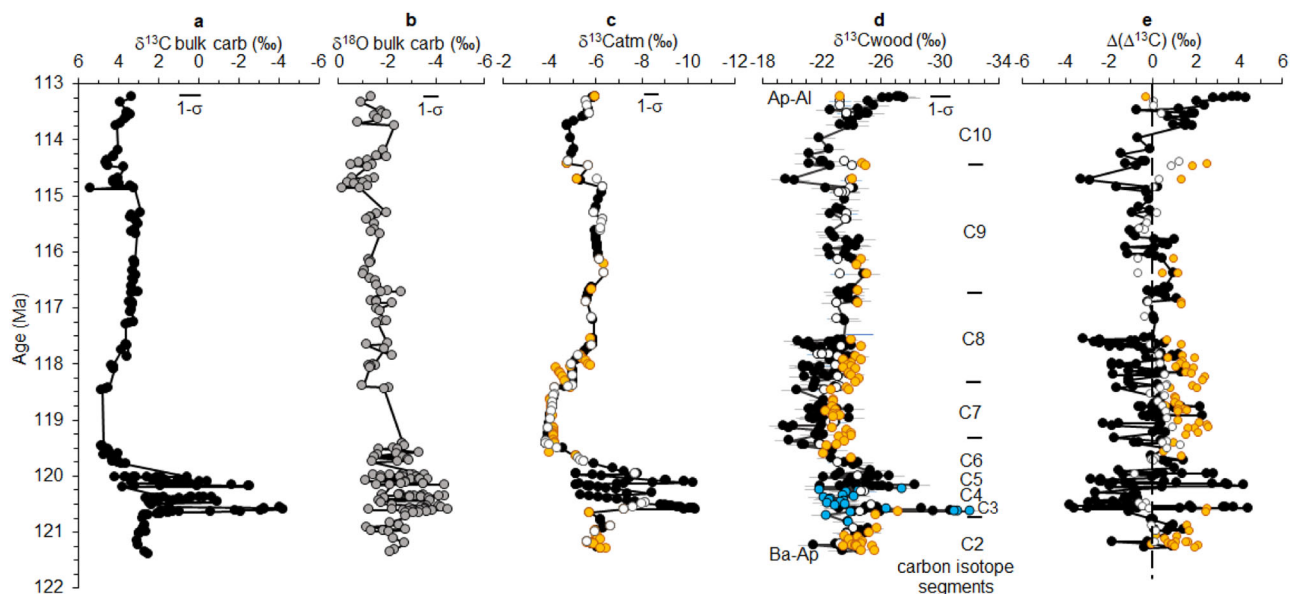 a b c d e
δ¹³C bulk carb (‰) δ¹⁸O bulk carb (‰) δ¹³Catm (‰) δ¹³Cwood (‰) Δ(Δ¹³C) (‰)
6 4 2 0 -2 -4 -6 0 -2 -4 -6 -2 -4 -6 -8 -10 -12 -18 -22 -26 -30 -34 -6 -4 -2 0 2 4 6
113
1-σ 1-σ 1-σ Ap-Al 1-σ
114 C10
115
C9
116
117
Age (Ma)
C8
118
C7
119
C6
120 C5
C4
C3
121
C2
Ba-Ap
carbon isotope
122 segments